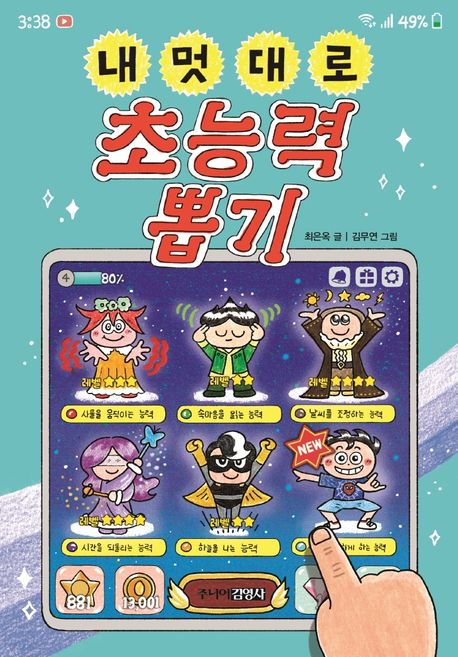 3:38
49%
내 멋 대 로
초능력
뽑기
최은옥 글 | 김무연 그림
4 80%
레벨
레벨
레벨
사물을 움직이는 능력
속마음을 읽는 능력
날씨를 조정하는 능력
NEW
레벨
레벨
시간을 되돌리는 능력
하늘을 나는 능력
하게 하는 능력
881
13,001
주니어김영사